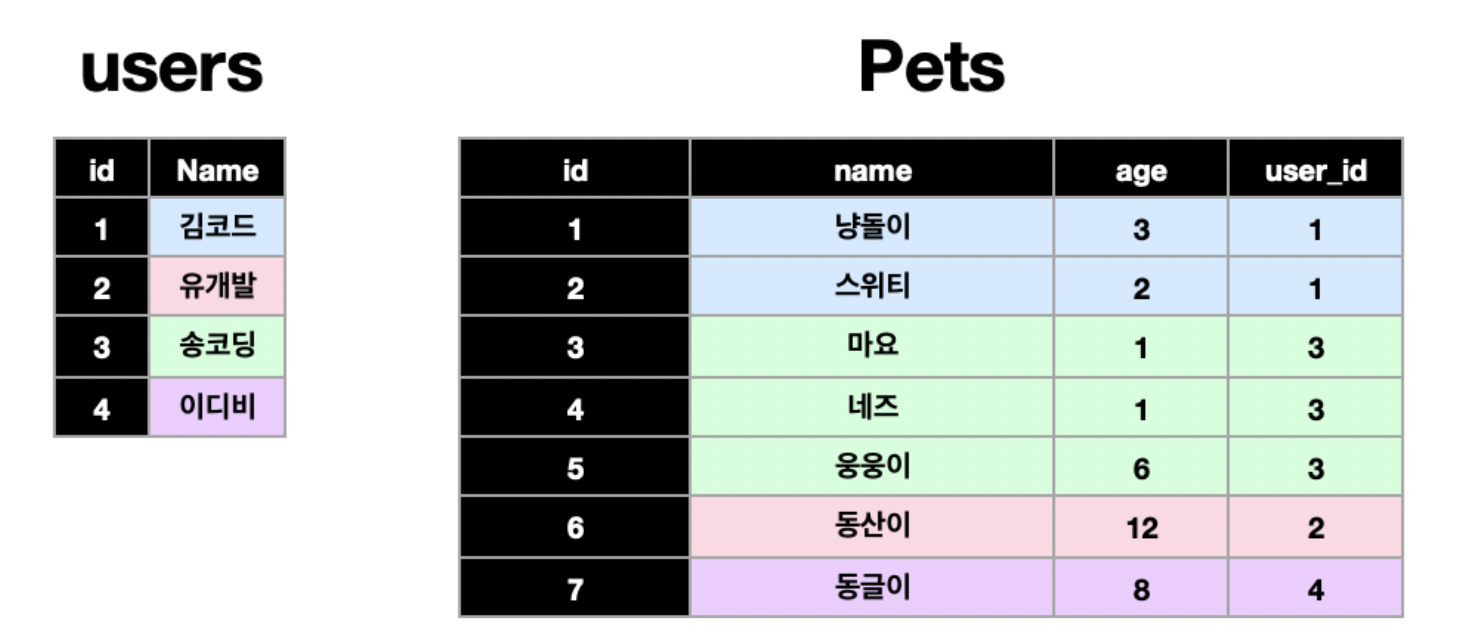 users
id Name
1 김코드
2 유개발
3 송코딩
4 이디비
Pets
id name age user_id
1 냥돌이 3 1
2 스위티 2 1
3 마요 1 3
4 네즈 1 3
5 웅웅이 6 3
6 동산이 12 2
7 동글이 8 4